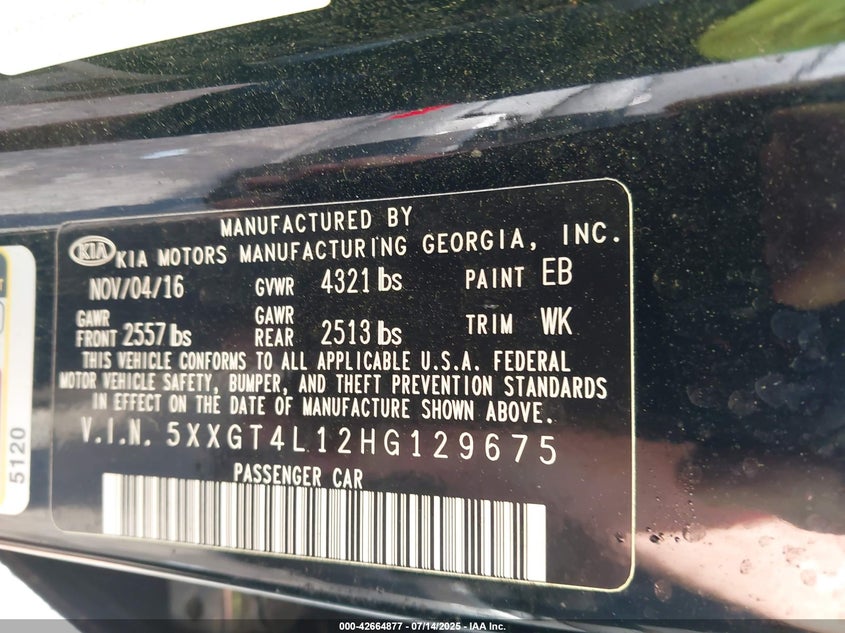 MANUFACTURED BY
KIA KIA MOTORS MANUFACTURING GEORGIA, INC.
NOV/04/16 GVWR 4321 lbs PAINT EB
GAWR FRONT 2557 lbs GAWR REAR 2513 lbs TRIM WK
THIS VEHICLE CONFORMS TO ALL APPLICABLE U.S.A. FEDERAL
MOTOR VEHICLE SAFETY, BUMPER, AND THEFT PREVENTION STANDARDS
IN EFFECT ON THE DATE OF MANUFACTURE SHOWN ABOVE.
V.I.N. 5XXGT4L12HG129675
PASSENGER CAR
5120
000-42664877 - 07/14/2025 - IAA Inc.